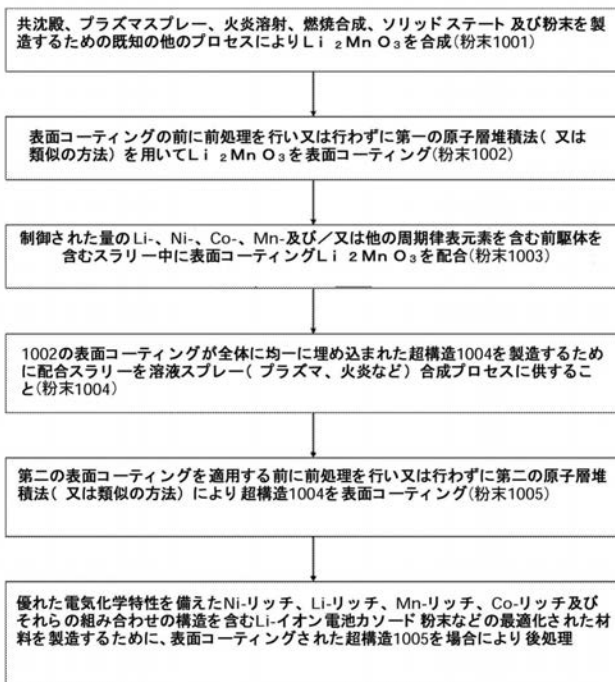 共沈殿、プラズマスプレー、火炎溶射、燃焼合成、ソリッドステート及び粉末を製
造するための既知の他のプロセスによりLi₂MnO₃を合成(粉末1001)
表面コーティングの前に前処理を行い又は行わずに第一の原子層堆積法( 又は
類似の方法) を用いてLi₂MnO₃を表面コーティング(粉末1002)
制御された量のLi-、Ni-、Co-、Mn-及び／又は他の周期律表元素を含む前駆体を
含むスラリー中に表面コーティングLi₂MnO₃を配合(粉末1003)
1002の表面コーティングが全体に均一に埋め込まれた超構造1004を製造するため
に配合スラリーを溶液スプレー( プラズマ、火炎など) 合成プロセスに供するこ
と(粉末1004)
第二の表面コーティングを適用する前に前処理を行い又は行わずに第二の原子層堆
積法( 又は類似の方法) により超構造1004を表面コーティング(粉末1005)
優れた電気化学特性を備えたNi-リッチ、Li-リッチ、Mn-リッチ、Co-リッチ及び
それらの組み合わせの構造を含むLi-イオン電池カソード粉末などの最適化された材
料を製造するために、表面コーティングされた超構造1005を場合により後処理